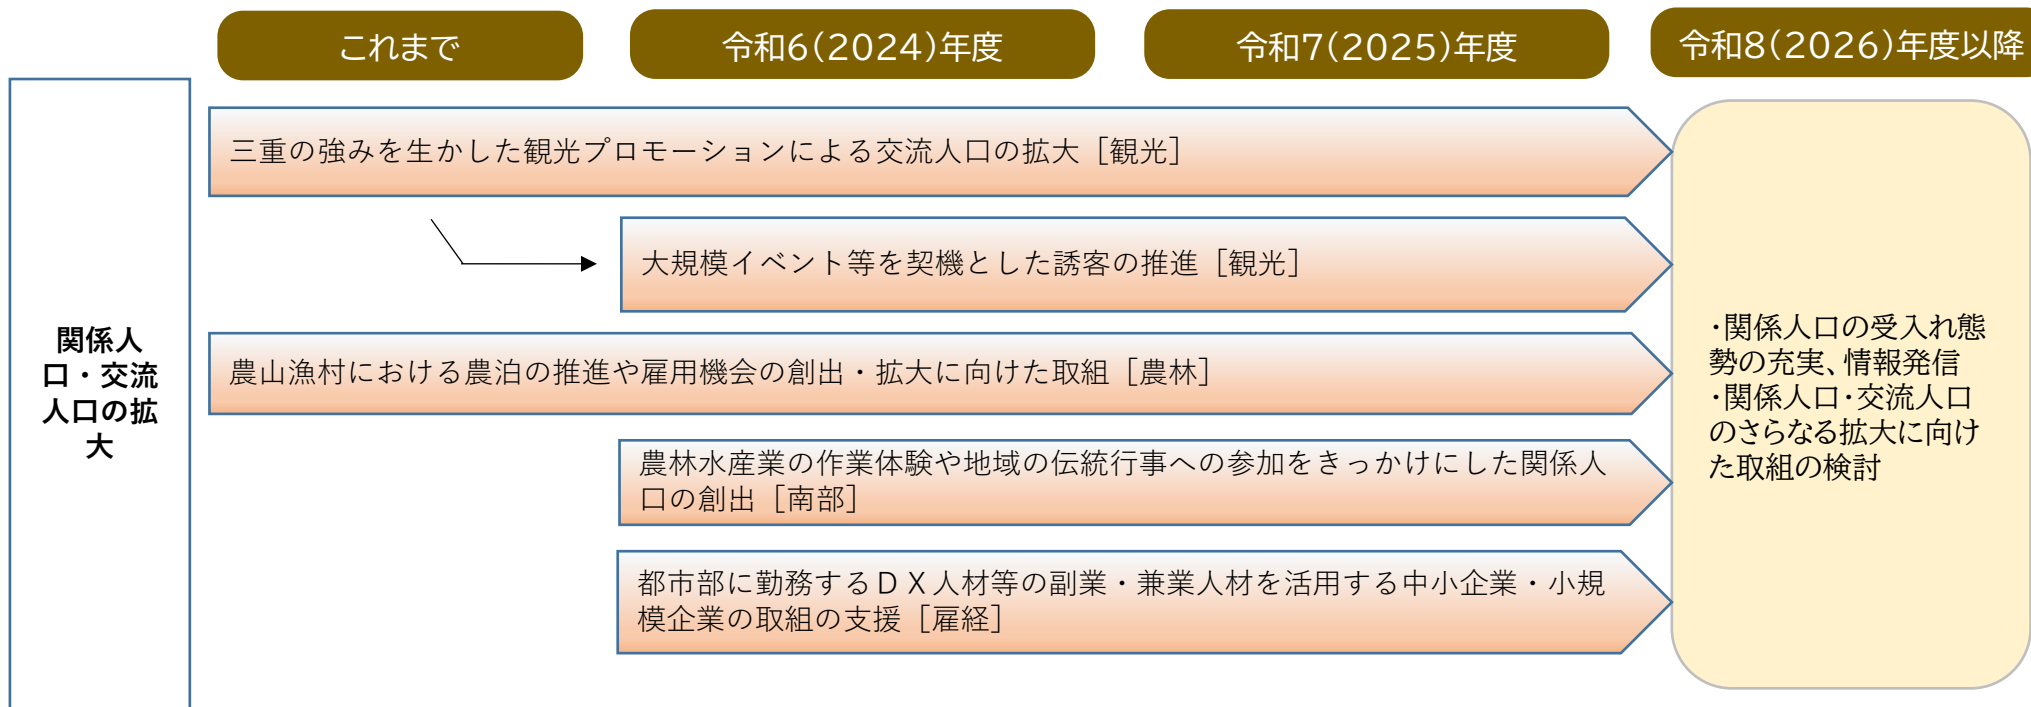 これまで
令和6(2024)年度
令和7(2025)年度
令和8(2026)年度以降
関係人
口・交流
人口の拡
大
三重の強みを生かした観光プロモーションによる交流人口の拡大［観光］
大規模イベント等を契機とした誘客の推進［観光］
農山漁村における農泊の推進や雇用機会の創出・拡大に向けた取組［農林］
農林水産業の作業体験や地域の伝統行事への参加をきっかけにした関係人
口の創出［南部］
都市部に勤務するＤＸ人材等の副業・兼業人材を活用する中小企業・小規
模企業の取組の支援［雇経］
・関係人口の受入れ態
勢の充実、情報発信
・関係人口・交流人口
のさらなる拡大に向け
た取組の検討